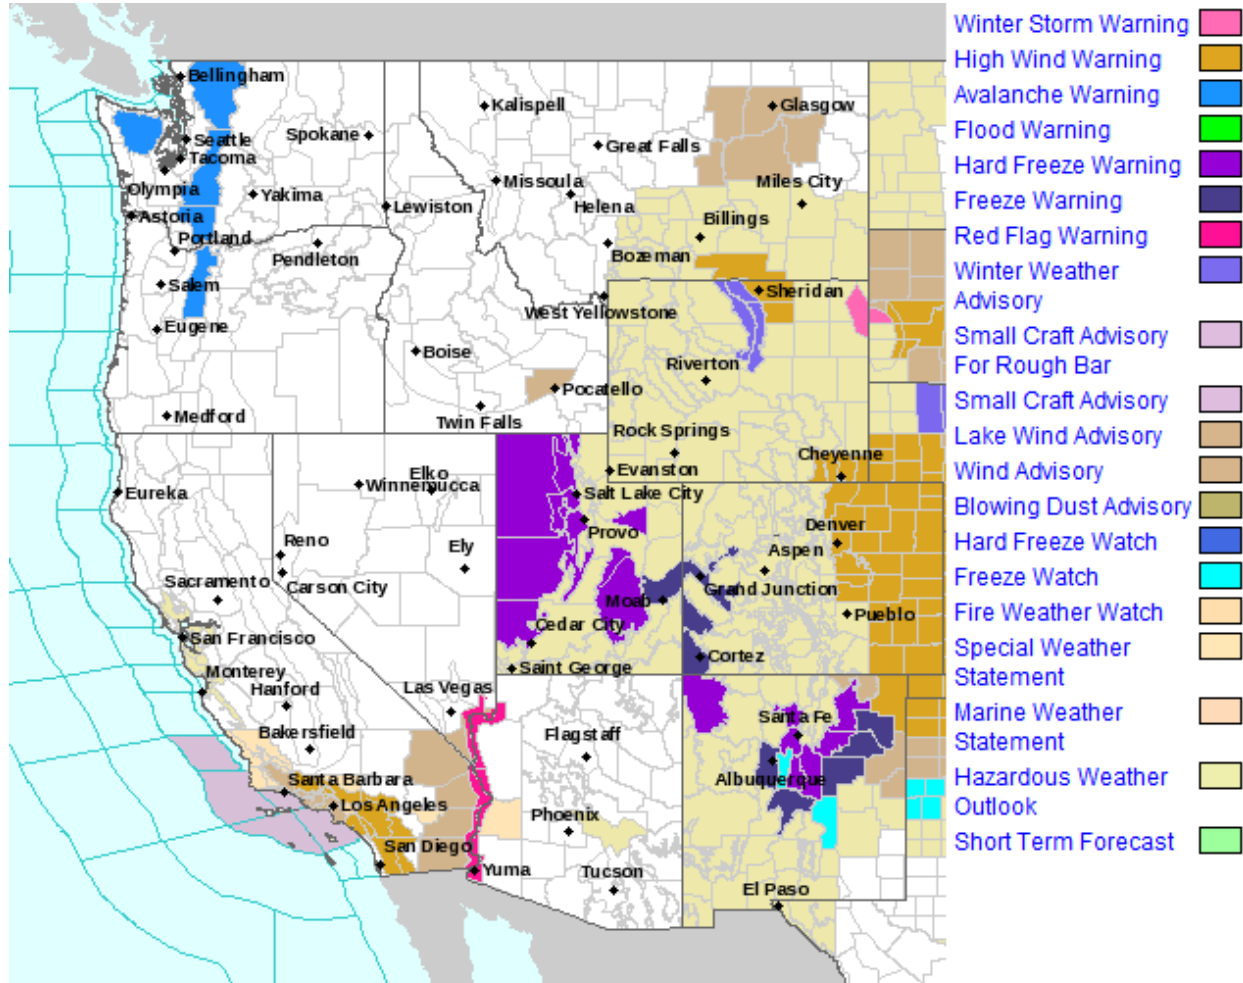 Bellingham
Seattle
Tacoma
Olympia
Astoria
Portland
Salem
Eugene
Medford
Spokane
Yakima
Pendleton
Lewiston
Kalispell
Great Falls
Missoula
Helena
Bozeman
West Yellowstone
Glasgow
Miles City
Billings
Sheridan
Boise
Pocatello
Twin Falls
Riverton
Rock Springs
Evanston
Cheyenne
Eureka
Winnemucca
Elko
Reno
Carson City
Ely
Sacramento
San Francisco
Monterey
Hanford
Bakersfield
Las Vegas
Santa Barbara
Los Angeles
San Diego
Salt Lake City
Provo
Moab
Cedar City
Saint George
Denver
Aspen
Grand Junction
Pueblo
Cortez
Flagstaff
Phoenix
Yuma
Tucson
Santa Fe
Albuquerque
El Paso
Winter Storm Warning
High Wind Warning
Avalanche Warning
Flood Warning
Hard Freeze Warning
Freeze Warning
Red Flag Warning
Winter Weather
Advisory
Small Craft Advisory
For Rough Bar
Small Craft Advisory
Lake Wind Advisory
Wind Advisory
Blowing Dust Advisory
Hard Freeze Watch
Freeze Watch
Fire Weather Watch
Special Weather
Statement
Marine Weather
Statement
Hazardous Weather
Outlook
Short Term Forecast